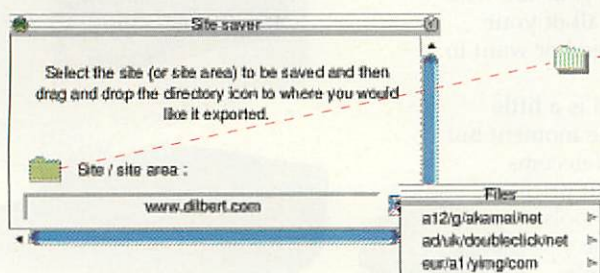 Site saver
Select the site (or site area) to be saved and then
drag and drop the directory icon to where you would
like it exported.
Site / site area :
www.dilbert.com
Files
a12/g/akamai/net
ad/uk/doubleclick/net
eur/a1/yimg/com